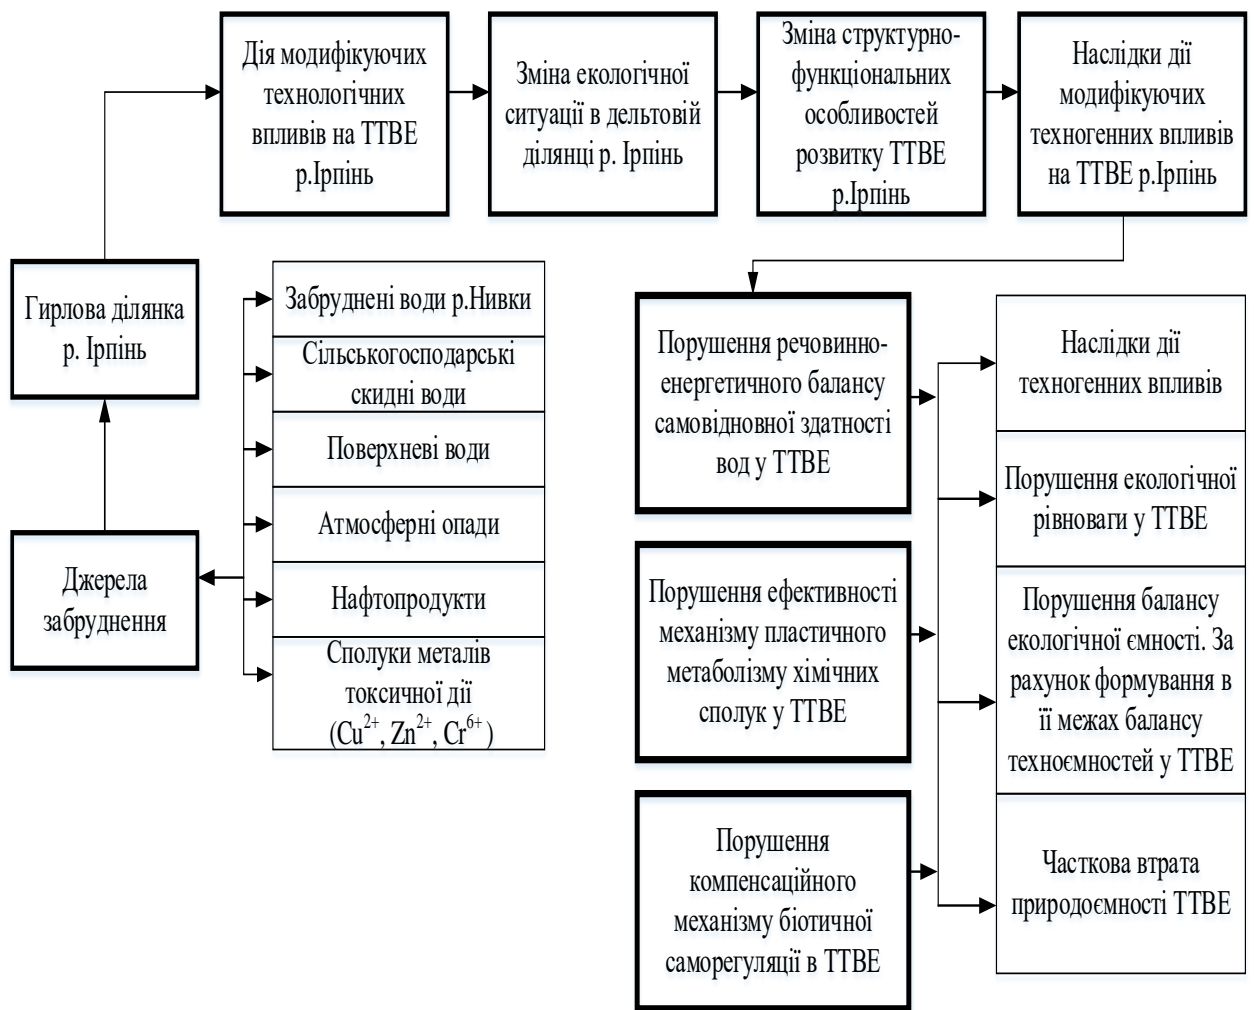 Дія модифікуючих
технологічних
впливів на ТТВЕ
р.Ірпінь
Зміна екологічної
ситуації в дельтовій
ділянці р. Ірпінь
Зміна структурно-
функціональних
особливостей
розвитку ТТВЕ
р.Ірпінь
Наслідки дії
модифікуючих
техногенних впливів
на ТТВЕ р.Ірпінь
Гирлова ділянка
р. Ірпінь
Джерела
забруднення
Забруднені води р.Нивки
Сільськогосподарські
скидні води
Поверхневі води
Атмосферні опади
Нафтопродукти
Сполуки металів
токсичної дії
(Cu²⁺, Zn²⁺, Cr⁶⁺)
Порушення речовинно-
енергетичного балансу
самовідновної здатності
вод у ТТВЕ
Порушення ефективності
механізму пластичного
метаболізму хімічних
сполук у ТТВЕ
Порушення
компенсаційного
механізму біотичної
саморегуляції в ТТВЕ
Наслідки дії
техногенних впливів
Порушення екологічної
рівноваги у ТТВЕ
Порушення балансу
екологічної ємності. За
рахунок формування в
її межах балансу
техноємностей у ТТВЕ
Часткова втрата
природоємності ТТВЕ